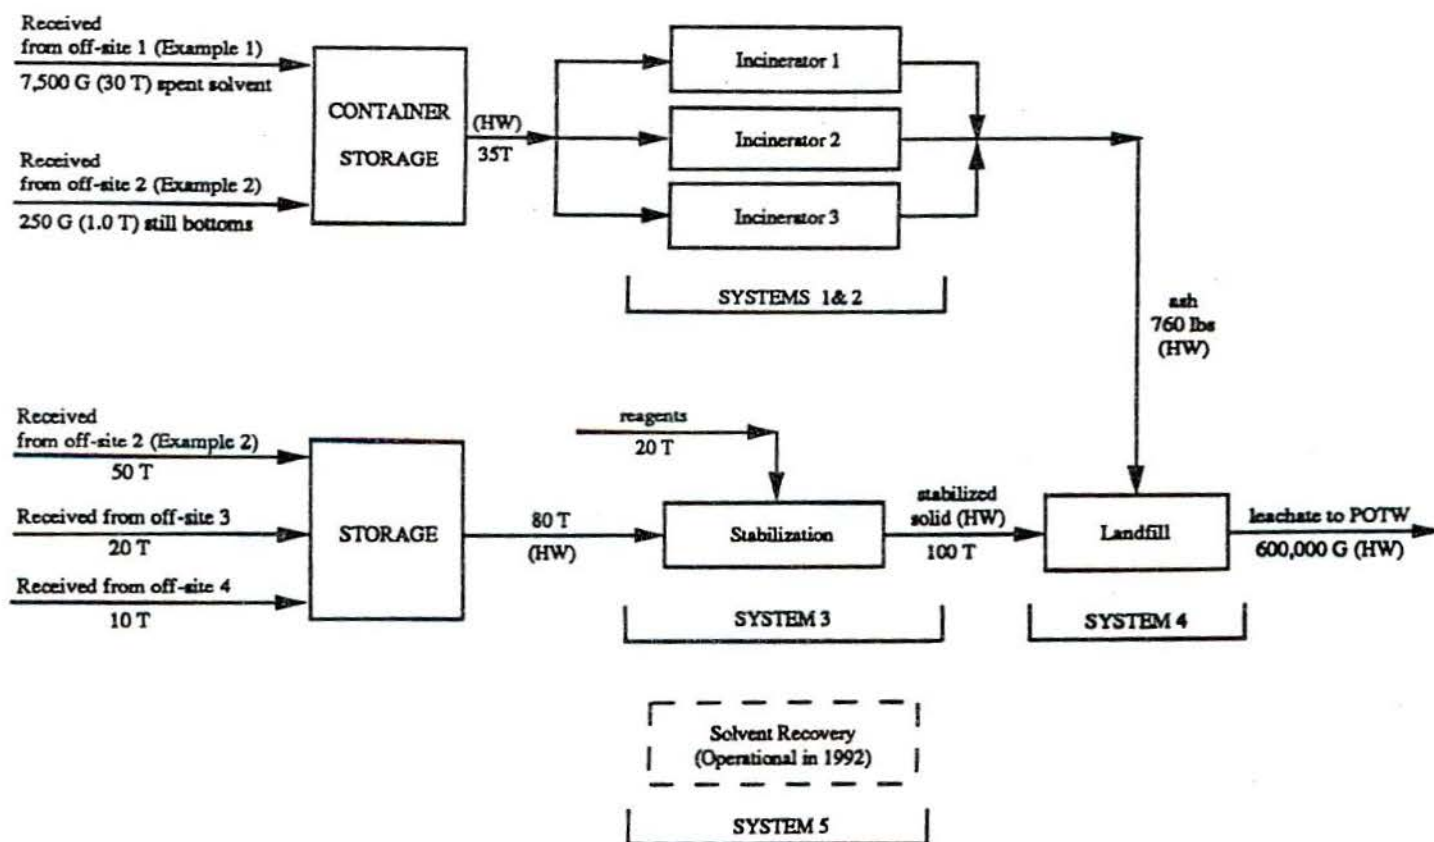 Received
from off-site 1 (Example 1)
7,500 G (30 T) spent solvent
Received
from off-site 2 (Example 2)
250 G (1.0 T) still bottoms
CONTAINER
STORAGE
(HW)
35T
Incinerator 1
Incinerator 2
Incinerator 3
SYSTEMS 1& 2
ash
760 lbs
(HW)
Received
from off-site 2 (Example 2)
50 T
Received from off-site 3
20 T
Received from off-site 4
10 T
STORAGE
80 T
(HW)
reagents
20 T
Stabilization
SYSTEM 3
stabilized
solid (HW)
100 T
Landfill
SYSTEM 4
leachate to POTW
600,000 G (HW)
Solvent Recovery
(Operational in 1992)
SYSTEM 5